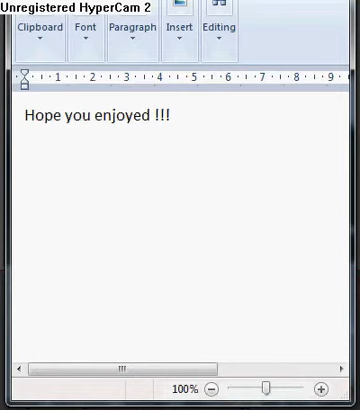 Unregistered HyperCam 2
Clipboard Font Paragraph Insert Editing
1 2 3 4 5 6 7 8 9
Hope you enjoyed !!!
100%